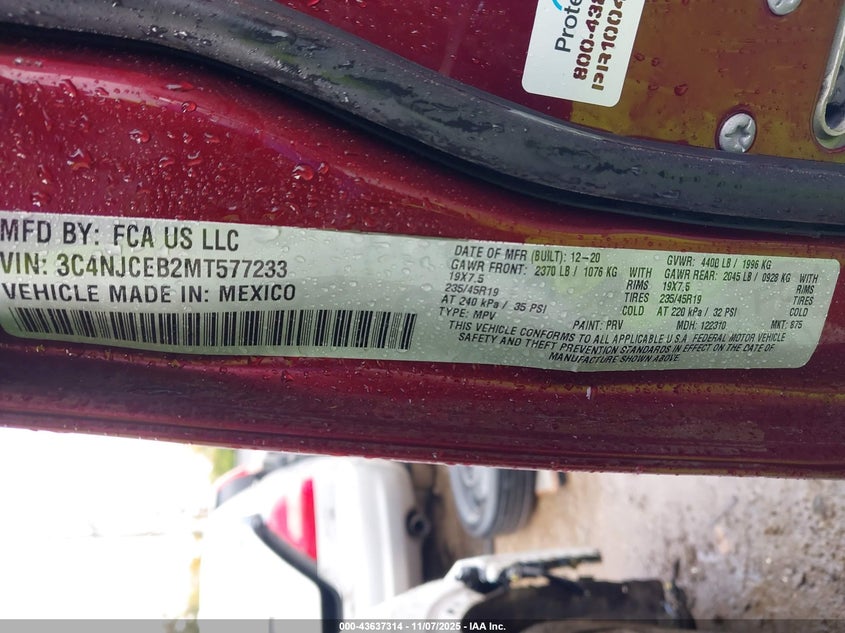 Prote
800.438
PIR1004
MFD BY: FCA US LLC
VIN: 3C4NJCEB2MT577233
VEHICLE MADE IN: MEXICO
DATE OF MFR (BUILT): 12-20 GVWR: 4400 LB / 1996 KG
GAWR FRONT: 2370 LB / 1076 KG WITH GAWR REAR: 2045 LB / 0928 KG WITH
19X7.5 RIMS 19X7.5 RIMS
235/45R19 TIRES 235/45R19 TIRES
AT 240 kPa / 35 PSI COLD AT 220 kPa / 32 PSI COLD
TYPE: MPV PAINT: PRV MDH: 122310 MKT: 875
THIS VEHICLE CONFORMS TO ALL APPLICABLE U.S.A. FEDERAL MOTOR VEHICLE
SAFETY AND THEFT PREVENTION STANDARDS IN EFFECT ON THE DATE OF
MANUFACTURE SHOWN ABOVE.
000-43637314 - 11/07/2025 - IAA Inc.